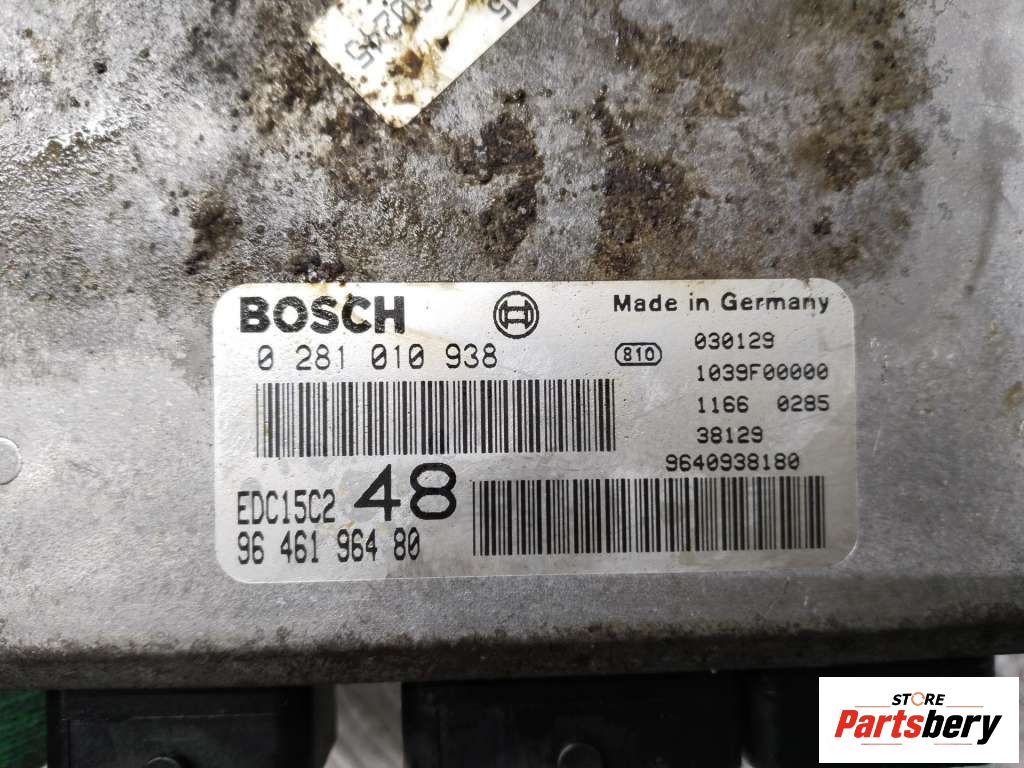 BOSCH
Made in Germany
0 281 010 938
810
030129
1039F00000
1166 0285
38129
9640938180
EDC15C2 48
96 461 964 80
STORE
Partsbery